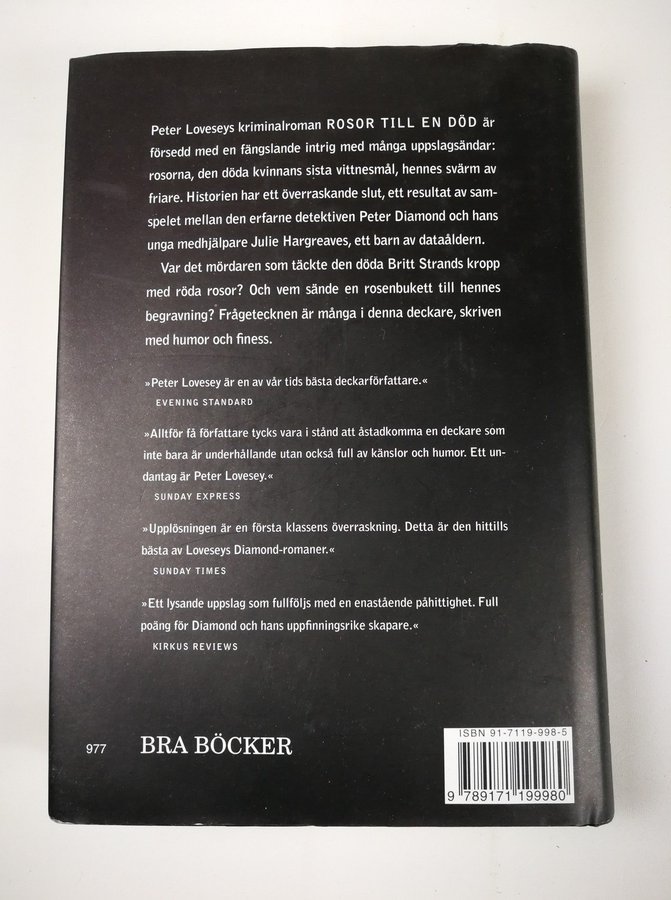 Peter Loveseys kriminalroman ROSOR TILL EN DÖD är
försedd med en fängslande intrig med många uppslagsändar:
rosorna, den döda kvinnans sista vittnesmål, hennes svärm av
friare. Historien har ett överraskande slut, ett resultat av sam-
spelet mellan den erfarne detektiven Peter Diamond och hans
unga medhjälpare Julie Hargreaves, ett barn av dataåldern.
Var det mördaren som täckte den döda Britt Strands kropp
med röda rosor? Och vem sände en rosenbukett till hennes
begravning? Frågetecknen är många i denna deckare, skriven
med humor och finess.
»Peter Lovesey är en av vår tids bästa deckarförfattare.«
EVENING STANDARD
»Alltför få författare tycks vara i stånd att åstadkomma en deckare som
inte bara är underhållande utan också full av känslor och humor. Ett un-
dantag är Peter Lovesey.«
SUNDAY EXPRESS
»Upplösningen är en första klassens överraskning. Detta är den hittills
bästa av Loveseys Diamond-romaner.«
SUNDAY TIMES
»Ett lysande uppslag som fullföljs med en enastående påhittighet. Full
poäng för Diamond och hans uppfinningsrike skapare.«
KIRKUS REVIEWS
977 BRA BÖCKER
ISBN 91-7119-998-5
9 789171 199980